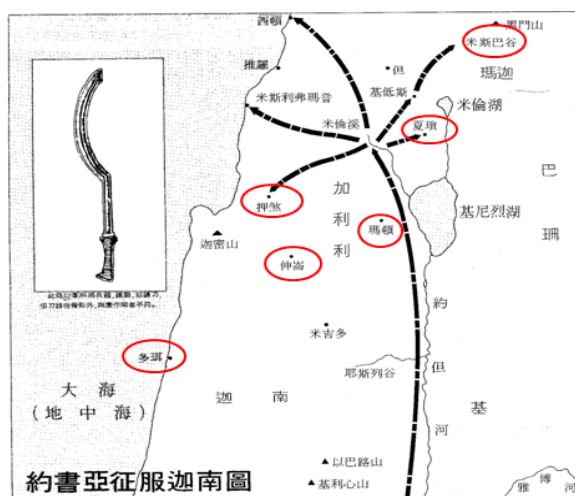 西頓
黑門山
米斯巴谷
推羅
但
瑪迦
基低斯
米斯利弗瑪音
米倫湖
米倫溪
夏瑣
巴珊
押煞
加利利
基尼烈湖
瑪頓
迦密山
伸崙
約但河
米吉多
多珥
耶斯列谷
大海
(地中海)
迦南
基
以巴路山
基利心山
雅博河
約書亞征服迦南圖